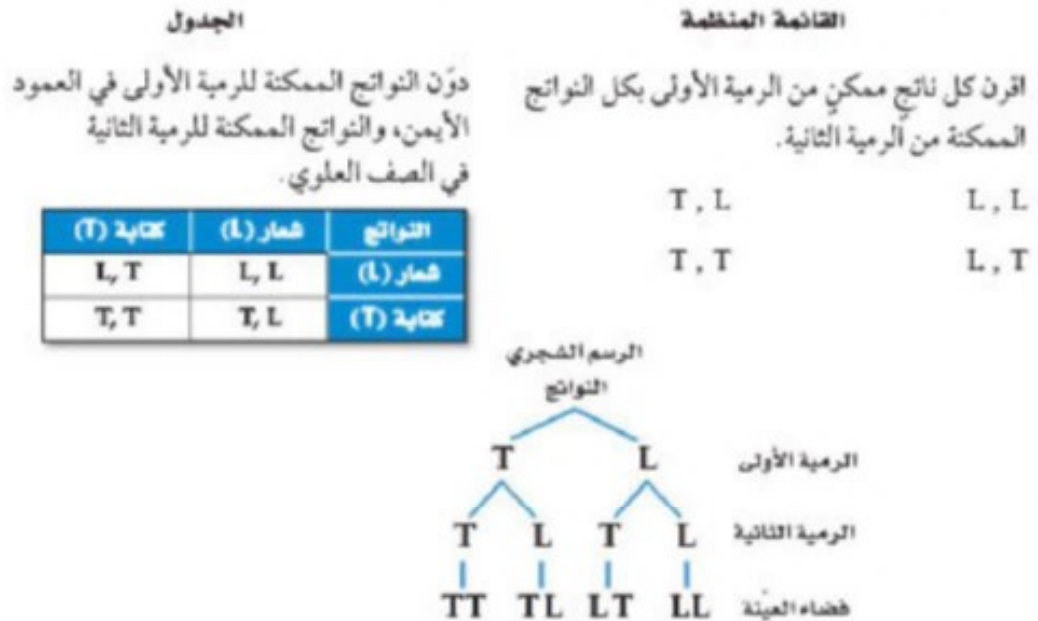 القائمة المنظمة
اقرن كل ناتجٍ ممكنٍ من الرمية الأولى بكل النواتج
الممكنة من الرمية الثانية.
L , L T , L
L , T T , T
الجدول
دوّن النواتج الممكنة للرمية الأولى في العمود
الأيمن، والنواتج الممكنة للرمية الثانية
في الصف العلوي.
النواتج شعار (L) كتابة (T)
شعار (L) L, L L, T
كتابة (T) T, L T, T
الرسم الشجري
النواتج
الرمية الأولى L T
الرمية الثانية L T L T
فضاء العيّنة LL LT TL TT